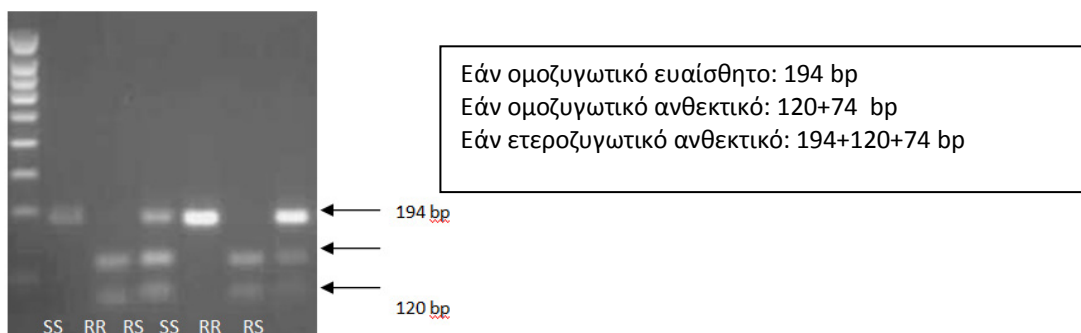 Εάν ομοζυγωτικό ευαίσθητο: 194 bp
Εάν ομοζυγωτικό ανθεκτικό: 120+74 bp
Εάν ετεροζυγωτικό ανθεκτικό: 194+120+74 bp
194 bp
120 bp
SS RR RS SS RR RS